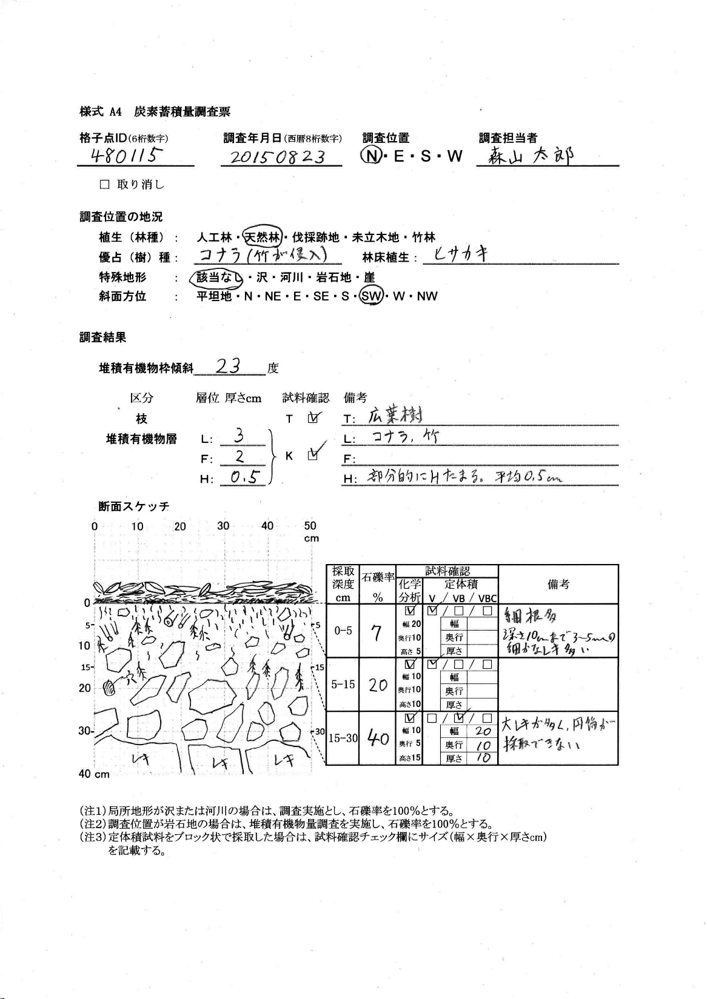 様式 A4 炭素蓄積量調査票
格子点ID(6桁数字) 調査年月日(西暦8桁数字) 調査位置 調査担当者
480115 20150823 N・E・S・W 森山 太郎
□ 取り消し
調査位置の地況
植生(林種): 人工林・天然林・伐採跡地・未立木地・竹林
優占(樹)種: コナラ(竹が侵入) 林床植生: ヒサカキ
特殊地形 : 該当なし・沢・河川・岩石地・崖
斜面方位 : 平坦地・N・NE・E・SE・S・SW・W・NW
調査結果
堆積有機物枠傾斜 23 度
区分 層位 厚さcm 試料確認 備考
枝 T ☑ T: 広葉樹
堆積有機物層 L: 3 L: コナラ, 竹
F: 2 K ☑ F:
H: 0.5 H: 部分的にHたまる。平均0.5cm
断面スケッチ
0 10 20 30 40 50
cm
採取 石礫率 試料確認
深度 化学 定体積 備考
cm % 分析 V / VB / VBC
0
5
10
15
20
30
40 cm
5
15
30
穴
レキ レキ レキ
0-5 7 ☑ ☑ / □ / □ 細根多
幅 20 幅
奥行10 奥行 深さ10cmまで3~5mmの
高さ 5 厚さ 細かなレキ多い
5-15 20 ☑ ☑ / □ / □
幅 10 幅
奥行10 奥行
高さ10 厚さ
15-30 40 ☑ □ / ☑ / □ 大レキが多く, 円筒が
幅 10 幅 20
奥行 5 奥行 10 採取できない
高さ15 厚さ 10
(注1)局所地形が沢または河川の場合は、調査実施とし、石礫率を100%とする。
(注2)調査位置が岩石地の場合は、堆積有機物量調査を実施し、石礫率を100%とする。
(注3)定体積試料をブロック状で採取した場合は、試料確認チェック欄にサイズ(幅×奥行×厚さcm)
を記載する。